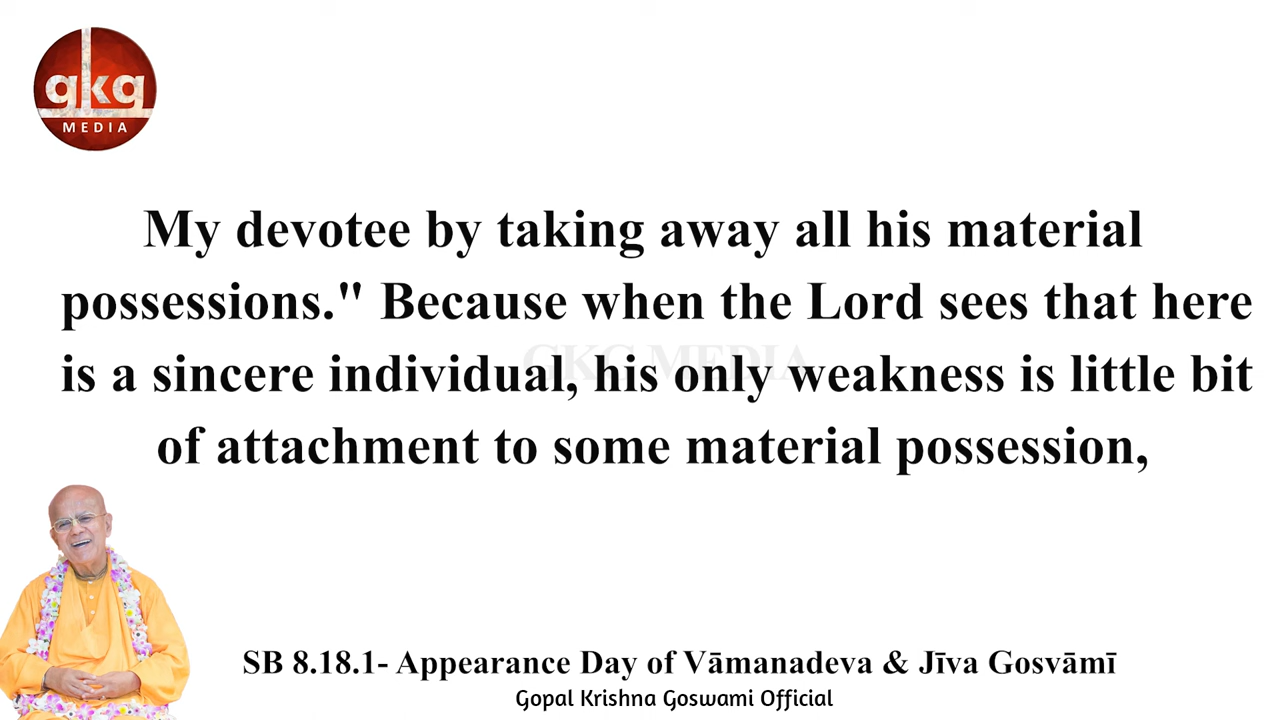 gkg
MEDIA
My devotee by taking away all his material
possessions." Because when the Lord sees that here
is a sincere individual, his only weakness is little bit
of attachment to some material possession,
GKG MEDIA
SB 8.18.1- Appearance Day of Vāmanadeva & Jīva Gosvāmī
Gopal Krishna Goswami Official